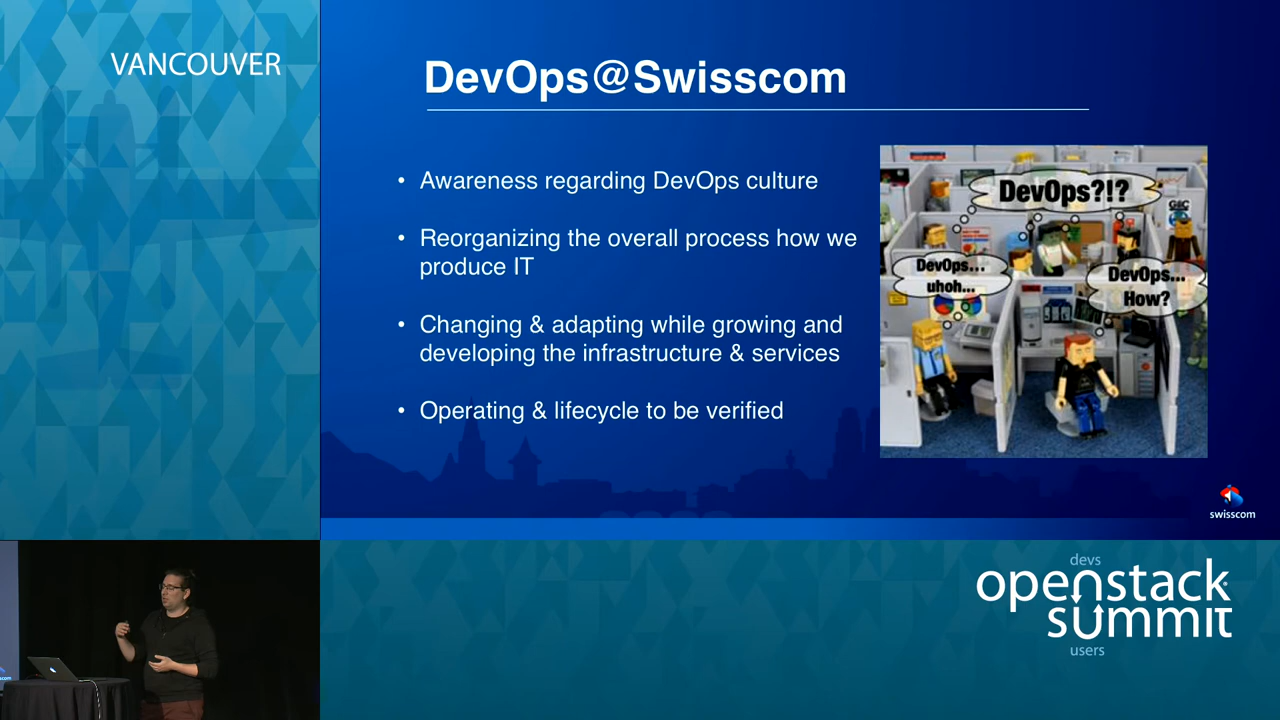 VANCOUVER
DevOps@Swisscom
• Awareness regarding DevOps culture
• Reorganizing the overall process how we
produce IT
• Changing & adapting while growing and
developing the infrastructure & services
• Operating & lifecycle to be verified
DevOps?!?
DevOps...
uhoh...
DevOps...
How?
swisscom
devs
openstack
summit
users